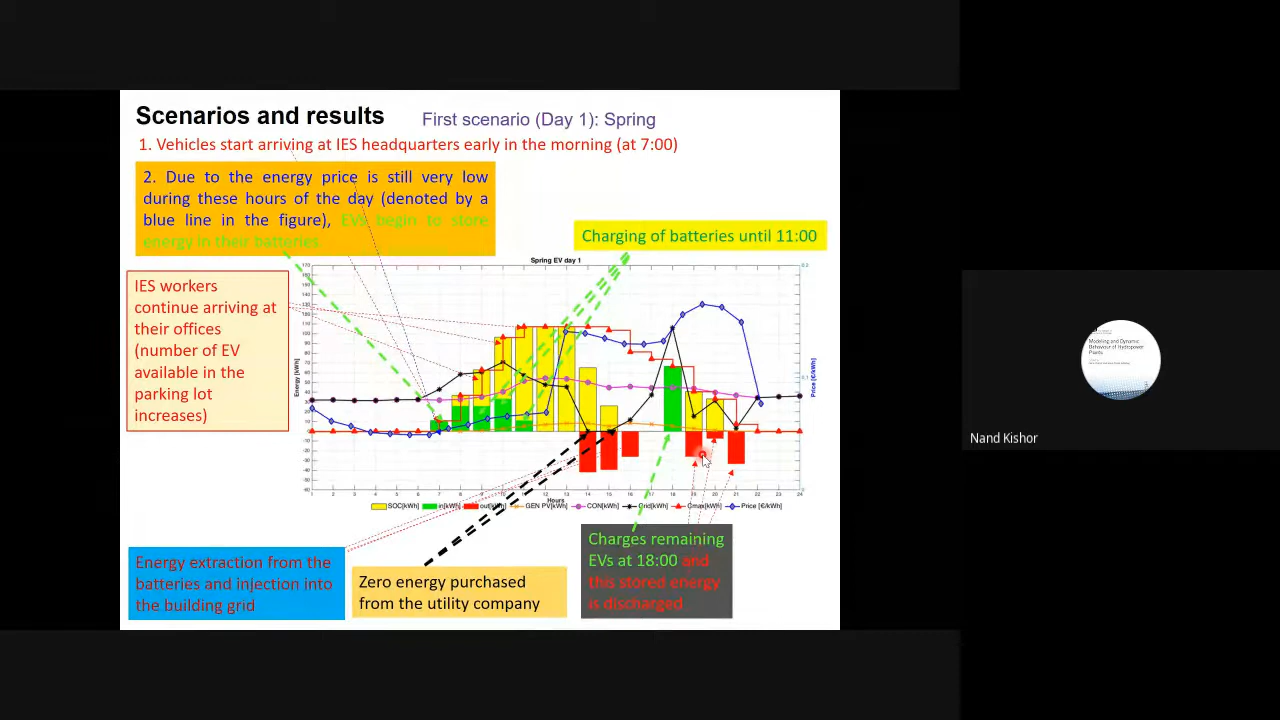 Scenarios and results
First scenario (Day 1): Spring
1. Vehicles start arriving at IES headquarters early in the morning (at 7:00)
2. Due to the energy price is still very low
during these hours of the day (denoted by a
blue line in the figure), EVs begin to store
energy in their batteries
Charging of batteries until 11:00
IES workers
continue arriving at
their offices
(number of EV
available in the
parking lot
increases)
Spring EV day 1
Energy [kWh]
Price [€/kWh]
Hours
SOC[kWh] in[kWh] out[kWh] GEN PV[kWh] CON[kWh] Grid[kWh] Cmax[kWh] Price [€/kWh]
Energy extraction from the
batteries and injection into
the building grid
Zero energy purchased
from the utility company
Charges remaining
EVs at 18:00 and
this stored energy
is discharged
Modeling and Dynamic
Behaviour of Hydropower
Plants
Nand Kishor